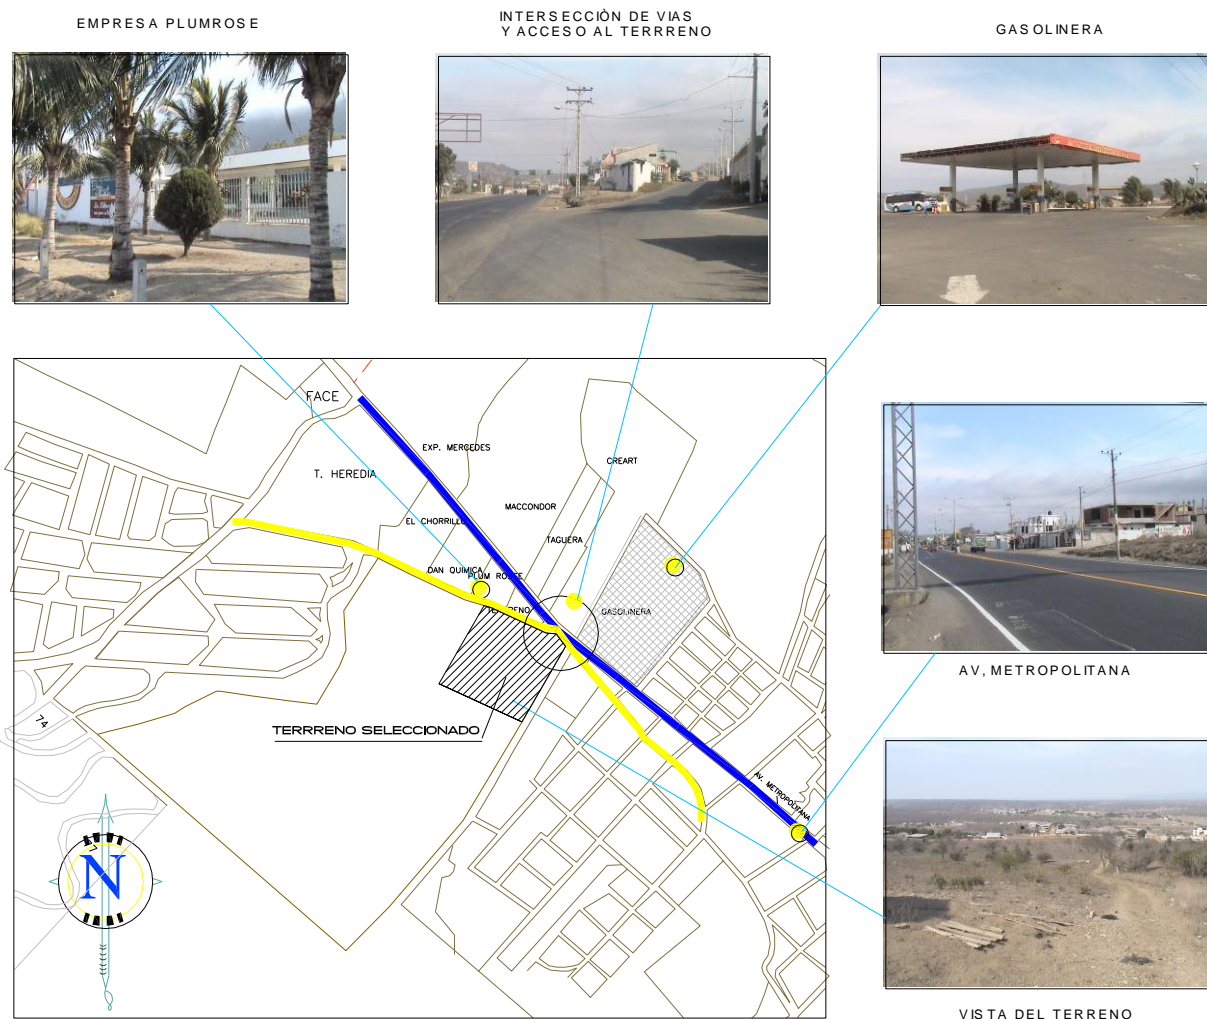 EMPRESA PLUMROSE
INTERSECCIÒN DE VIAS
Y ACCESO AL TERRRENO
GASOLINERA
FACE
EXP. MERCEDES
CREART
T. HEREDIA
MACCONDOR
EL CHORRILLO
TAGUERA
DAN QUIMICA
PLUM ROSE
GASOLINERA
TERRENO
AV, METROPOLITANA
TERRRENO SELECCIONADO
74
AV. METROPOLITANA
N
VISTA DEL TERRENO